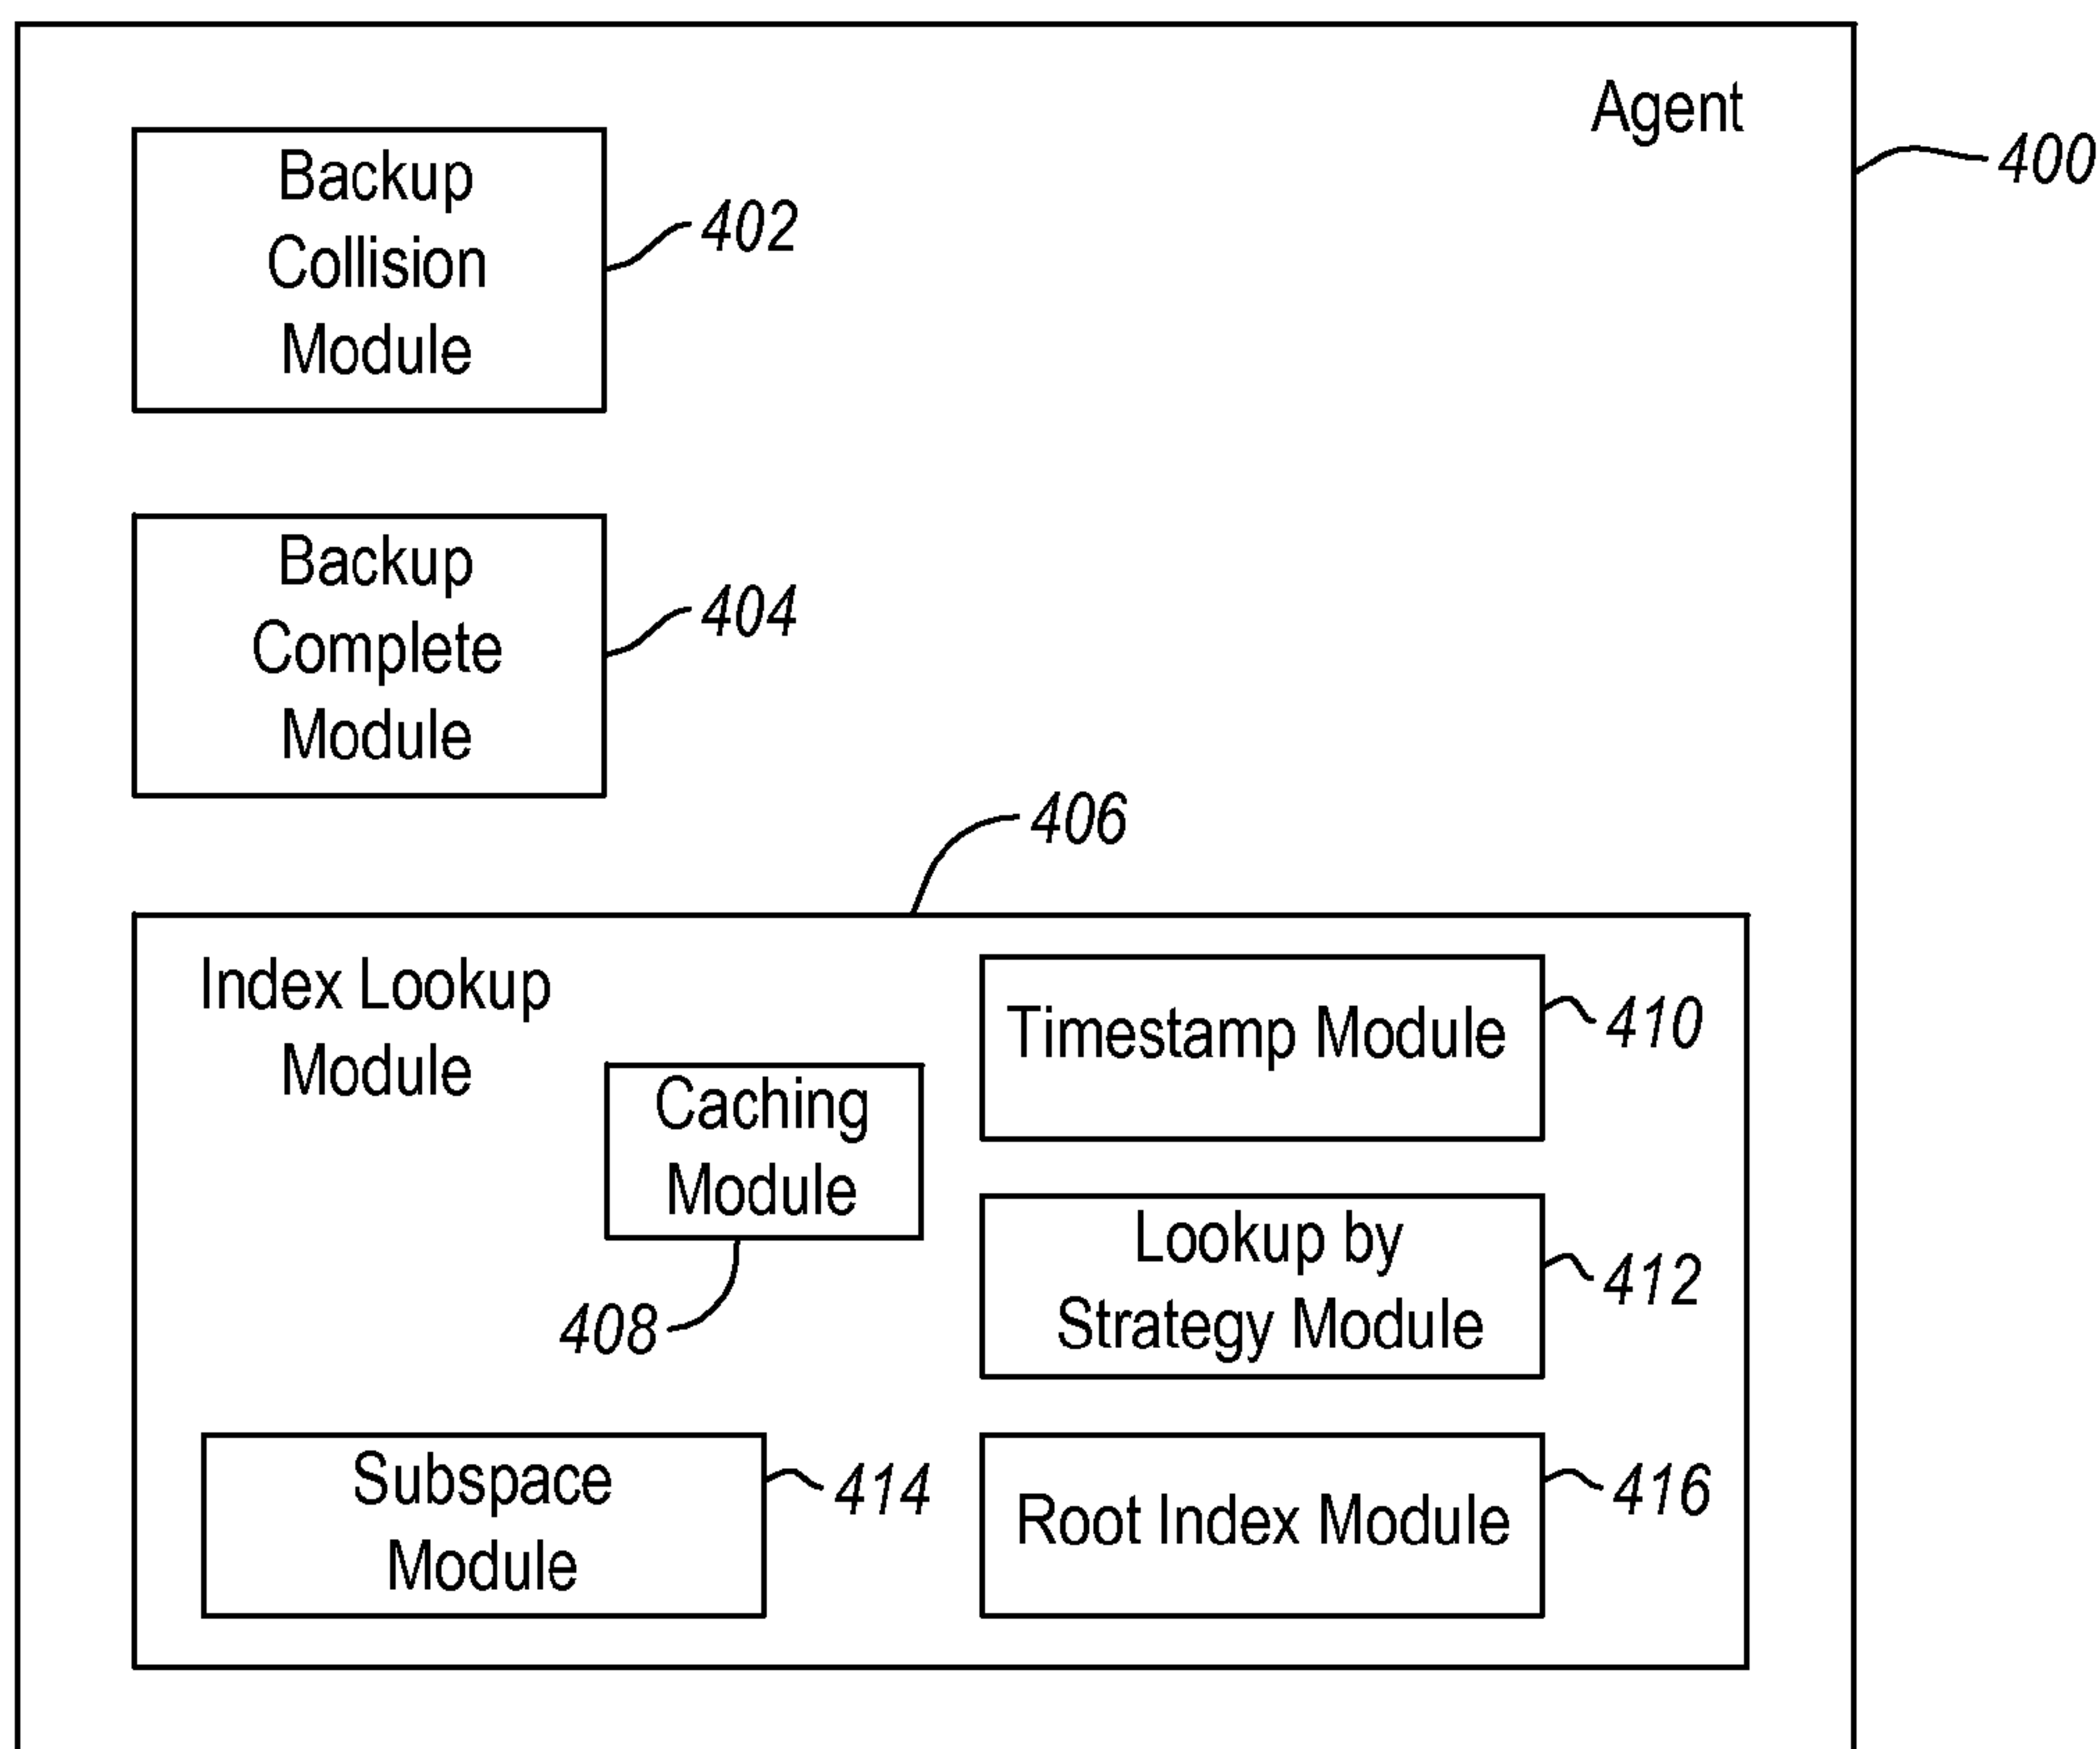 Agent
400
Backup
Collision
Module
402
Backup
Complete
Module
404
406
Index Lookup
Module
Caching
Module
408
Timestamp Module
410
Lookup by
Strategy Module
412
Subspace
Module
414
Root Index Module
416